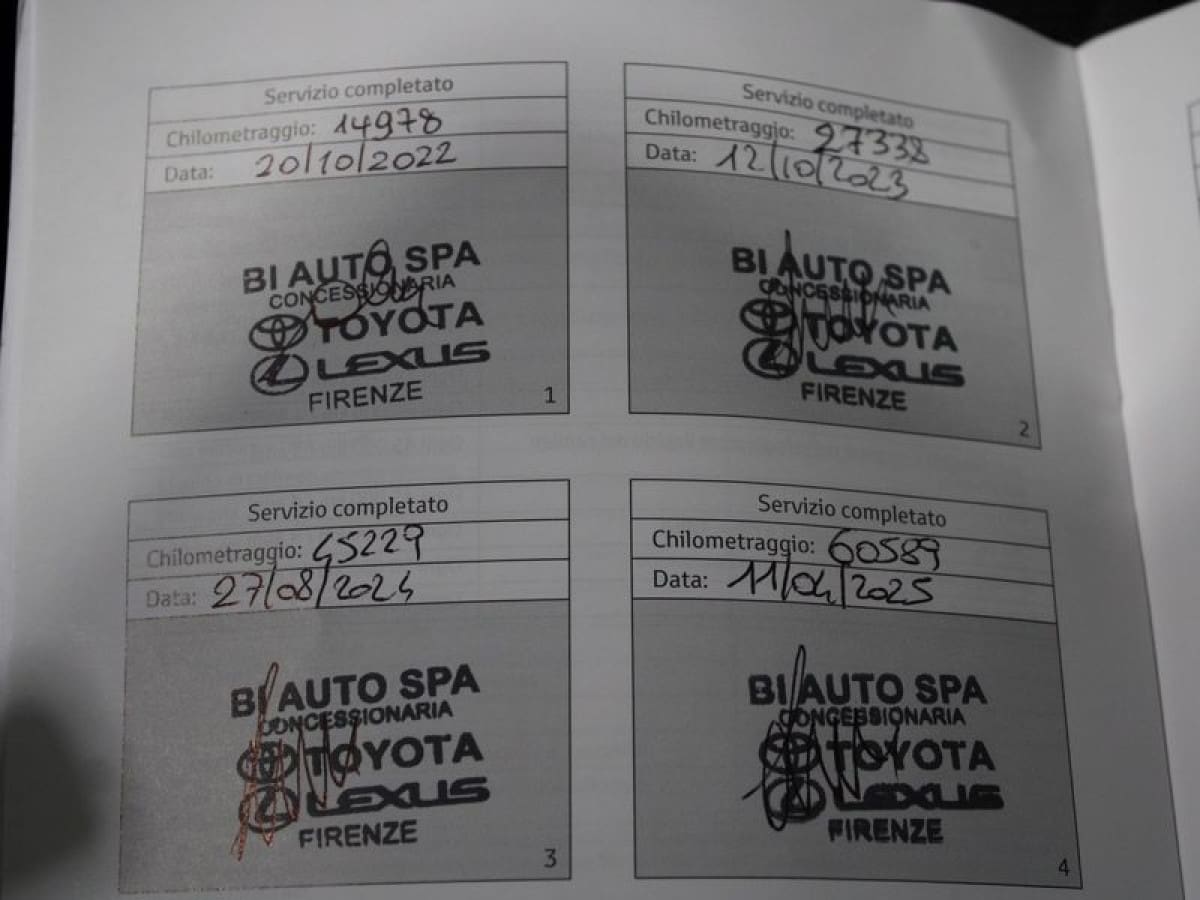 Servizio completato
Chilometraggio: 14978
Data: 20/10/2022
BI AUTO SPA
CONCESSIONARIA
TOYOTA
LEXUS
FIRENZE
1
Servizio completato
Chilometraggio: 27338
Data: 12/10/2023
BI AUTO SPA
CONCESSIONARIA
TOYOTA
LEXUS
FIRENZE
2
Servizio completato
Chilometraggio: 45229
Data: 27/08/2024
BI AUTO SPA
CONCESSIONARIA
TOYOTA
LEXUS
FIRENZE
3
Servizio completato
Chilometraggio: 60589
Data: 11/04/2025
BI AUTO SPA
CONCESSIONARIA
TOYOTA
LEXUS
FIRENZE
4